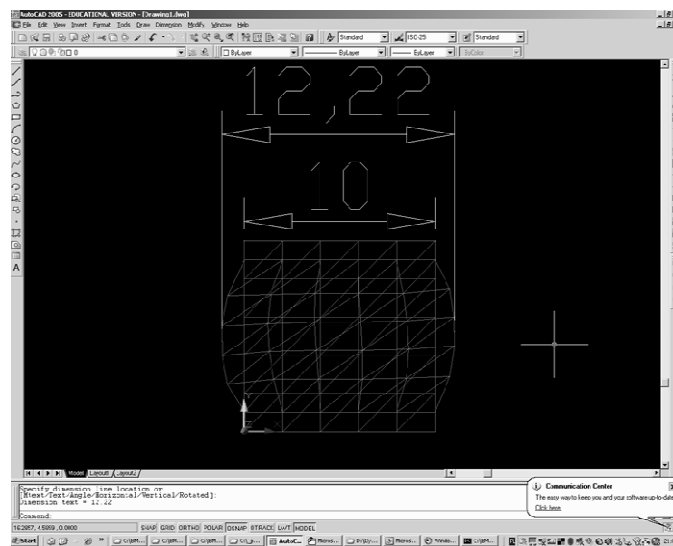 AutoCAD 2005 - EDUCATIONAL VERSION - [Drawing1.dwg]
File Edit View Insert Format Tools Draw Dimension Modify Window Help
Standard ISO-25 Standard
0 ByLayer ByLayer ByLayer ByColor
12,22
10
A
Model Layout1 Layout2
Specify dimension line location or
[Mtext/Text/Angle/Horizontal/Vertical/Rotated]:
Dimension text = 12.22
Command:
Communication Center
The easy way to keep you and your software up-to-date
Click here
SNAP GRID ORTHO POLAR OSNAP OTRACK LWT MODEL
Start AutoC...